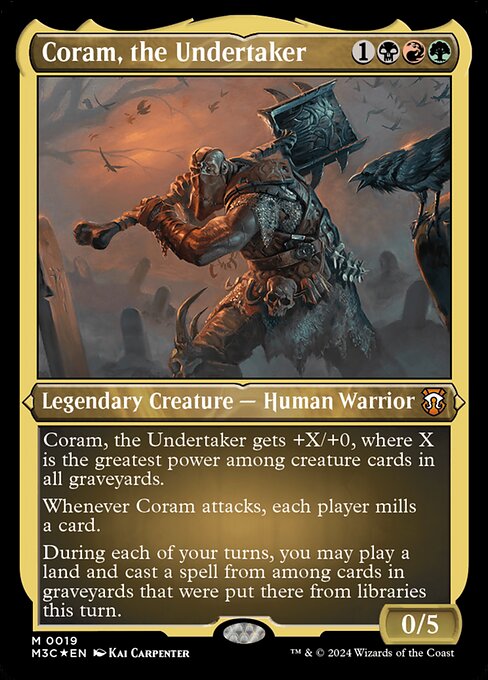 Coram, the Undertaker 1
Legendary Creature — Human Warrior
Coram, the Undertaker gets +X/+0, where X
is the greatest power among creature cards in
all graveyards.
Whenever Coram attacks, each player mills
a card.
During each of your turns, you may play a
land and cast a spell from among cards in
graveyards that were put there from libraries
this turn.
0/5
M 0019
M3C★EN Kai Carpenter
™ & © 2024 Wizards of the Coast